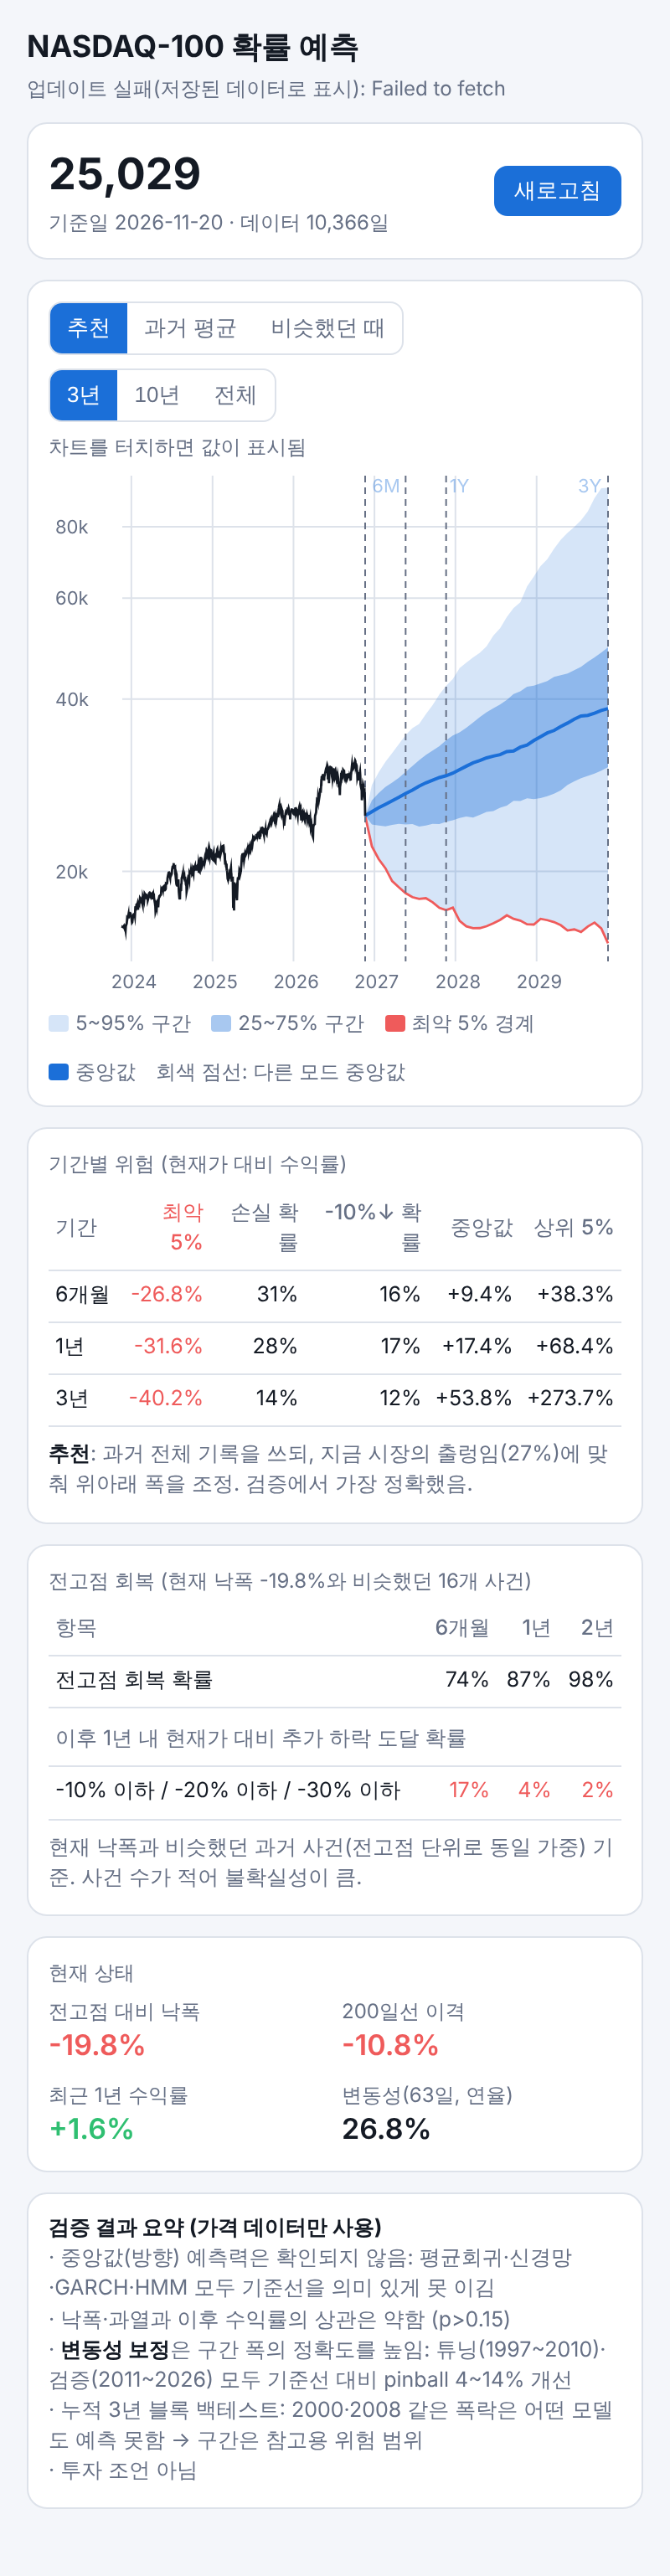 NASDAQ-100 확률 예측
업데이트 실패(저장된 데이터로 표시): Failed to fetch
25,029
기준일 2026-11-20 · 데이터 10,366일
새로고침
추천 과거 평균 비슷했던 때
3년 10년 전체
차트를 터치하면 값이 표시됨
6M 1Y 3Y
80k
60k
40k
20k
2024 2025 2026 2027 2028 2029
5~95% 구간 25~75% 구간 최악 5% 경계
중앙값 회색 점선: 다른 모드 중앙값
기간별 위험 (현재가 대비 수익률)
기간 최악 5% 손실 확률 -10%↓ 확률 중앙값 상위 5%
6개월 -26.8% 31% 16% +9.4% +38.3%
1년 -31.6% 28% 17% +17.4% +68.4%
3년 -40.2% 14% 12% +53.8% +273.7%
추천: 과거 전체 기록을 쓰되, 지금 시장의 출렁임(27%)에 맞
춰 위아래 폭을 조정. 검증에서 가장 정확했음.
전고점 회복 (현재 낙폭 -19.8%와 비슷했던 16개 사건)
항목 6개월 1년 2년
전고점 회복 확률 74% 87% 98%
이후 1년 내 현재가 대비 추가 하락 도달 확률
-10% 이하 / -20% 이하 / -30% 이하 17% 4% 2%
현재 낙폭과 비슷했던 과거 사건(전고점 단위로 동일 가중) 기
준. 사건 수가 적어 불확실성이 큼.
현재 상태
전고점 대비 낙폭 200일선 이격
-19.8% -10.8%
최근 1년 수익률 변동성(63일, 연율)
+1.6% 26.8%
검증 결과 요약 (가격 데이터만 사용)
· 중앙값(방향) 예측력은 확인되지 않음: 평균회귀·신경망
·GARCH·HMM 모두 기준선을 의미 있게 못 이김
· 낙폭·과열과 이후 수익률의 상관은 약함 (p>0.15)
· 변동성 보정은 구간 폭의 정확도를 높임: 튜닝(1997~2010)·
검증(2011~2026) 모두 기준선 대비 pinball 4~14% 개선
· 누적 3년 블록 백테스트: 2000·2008 같은 폭락은 어떤 모델
도 예측 못함 → 구간은 참고용 위험 범위
· 투자 조언 아님